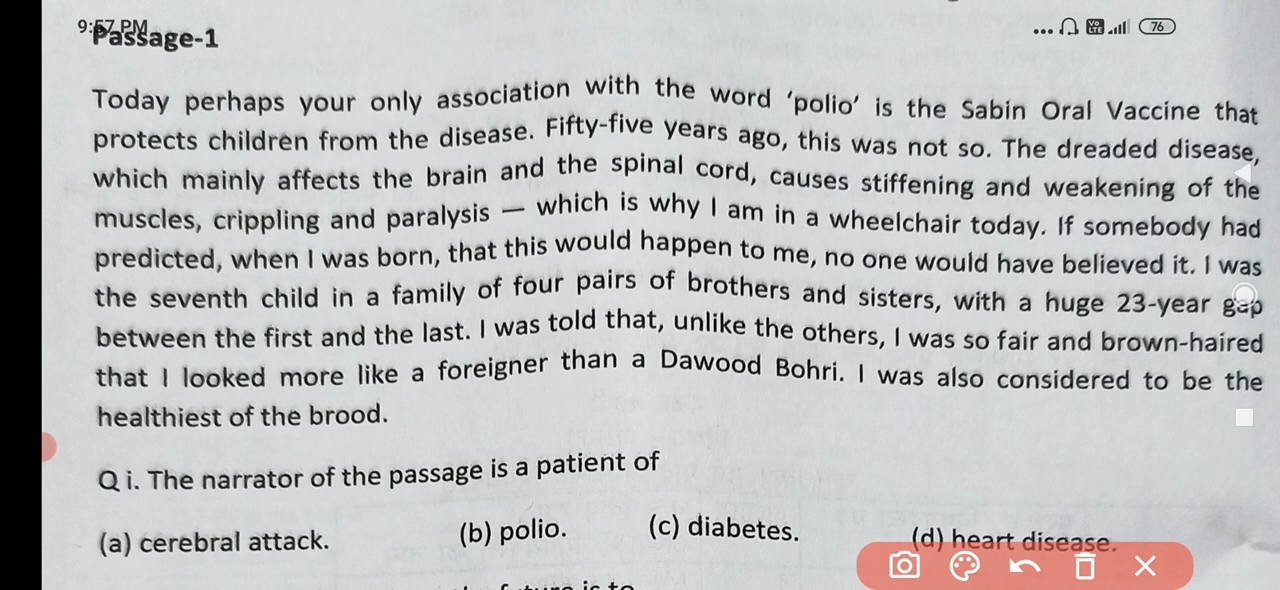 9:57 PM
76
Passage-1
Today perhaps your only association with the word ‘polio’ is the Sabin Oral Vaccine that
protects children from the disease. Fifty-five years ago, this was not so. The dreaded disease,
which mainly affects the brain and the spinal cord, causes stiffening and weakening of the
muscles, crippling and paralysis — which is why I am in a wheelchair today. If somebody had
predicted, when I was born, that this would happen to me, no one would have believed it. I was
the seventh child in a family of four pairs of brothers and sisters, with a huge 23-year gap
between the first and the last. I was told that, unlike the others, I was so fair and brown-haired
that I looked more like a foreigner than a Dawood Bohri. I was also considered to be the
healthiest of the brood.
Q i. The narrator of the passage is a patient of
(a) cerebral attack. (b) polio. (c) diabetes. (d) heart disease.